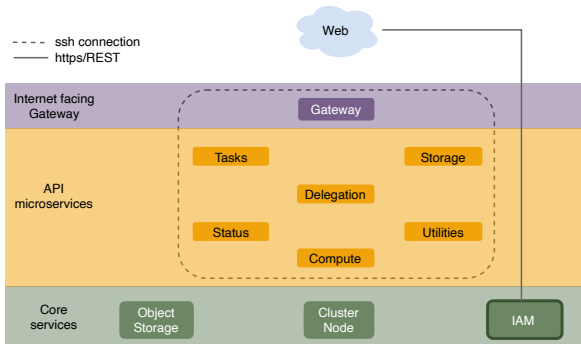 Web
ssh connection
https/REST
Internet facing
Gateway
Gateway
API
microservices
Tasks
Storage
Delegation
Status
Utilities
Compute
Core
services
Object
Storage
Cluster
Node
IAM